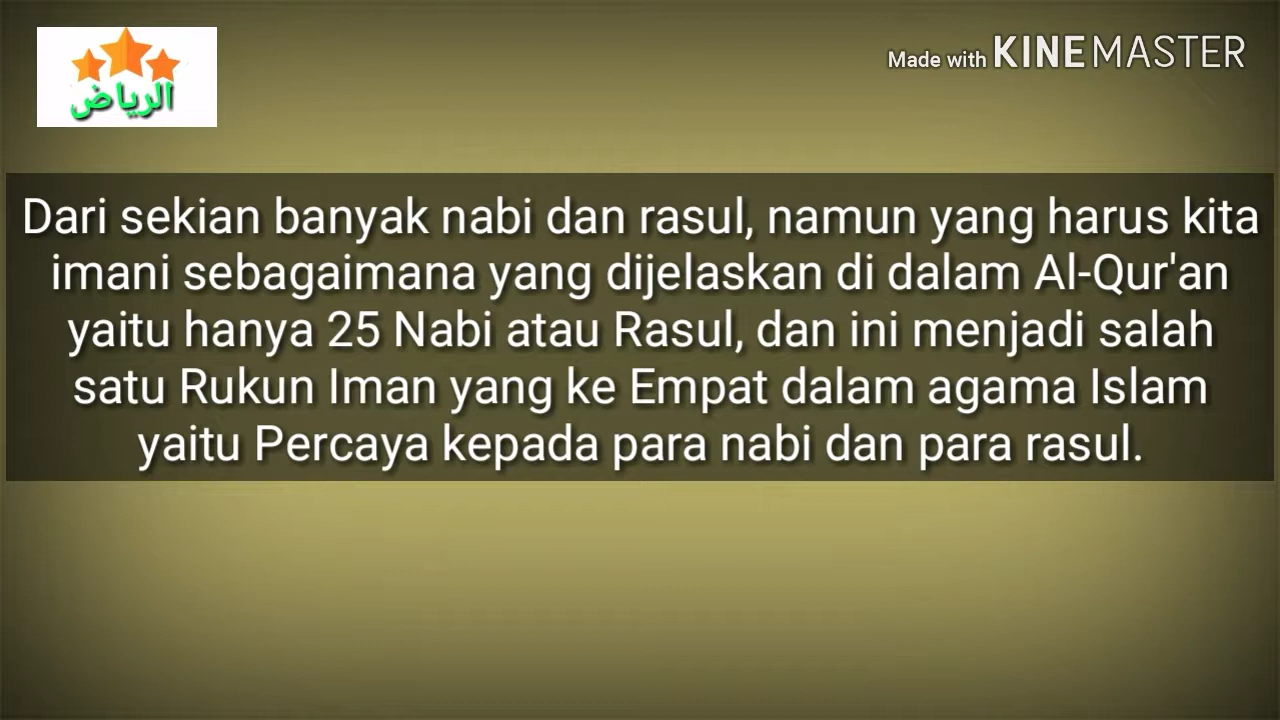 الرياض
Made with KINEMASTER
Dari sekian banyak nabi dan rasul, namun yang harus kita
imani sebagaimana yang dijelaskan di dalam Al-Qur'an
yaitu hanya 25 Nabi atau Rasul, dan ini menjadi salah
satu Rukun Iman yang ke Empat dalam agama Islam
yaitu Percaya kepada para nabi dan para rasul.